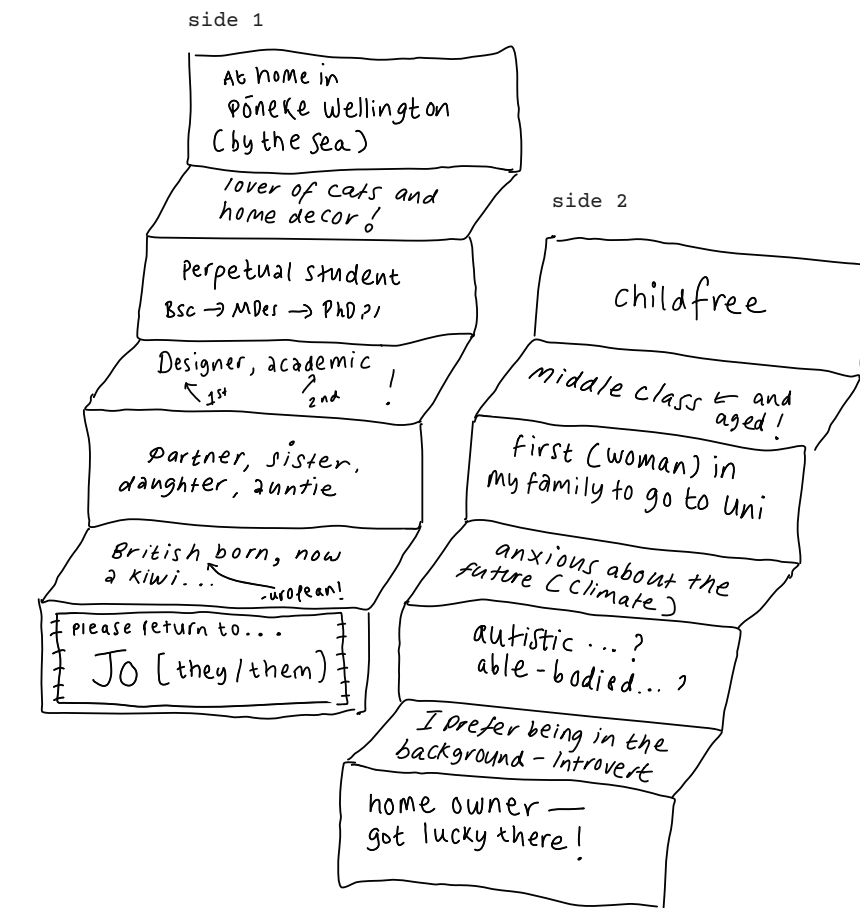 side 1
At home in
Pōneke Wellington
(by the sea)
lover of cats and
home decor!
Perpetual student
BSc → MDes → PhD?!
Designer, academic !
1st
2nd
Partner, sister,
daughter, auntie
British born, now
a kiwi...
-uropean!
Please return to...
Jo (they/them)
side 2
childfree
middle class ← and
aged!
first (woman) in
my family to go to uni
anxious about the
future (climate)
autistic ... ?
able-bodied... ?
I prefer being in the
background - Introvert
home owner —
got lucky there!